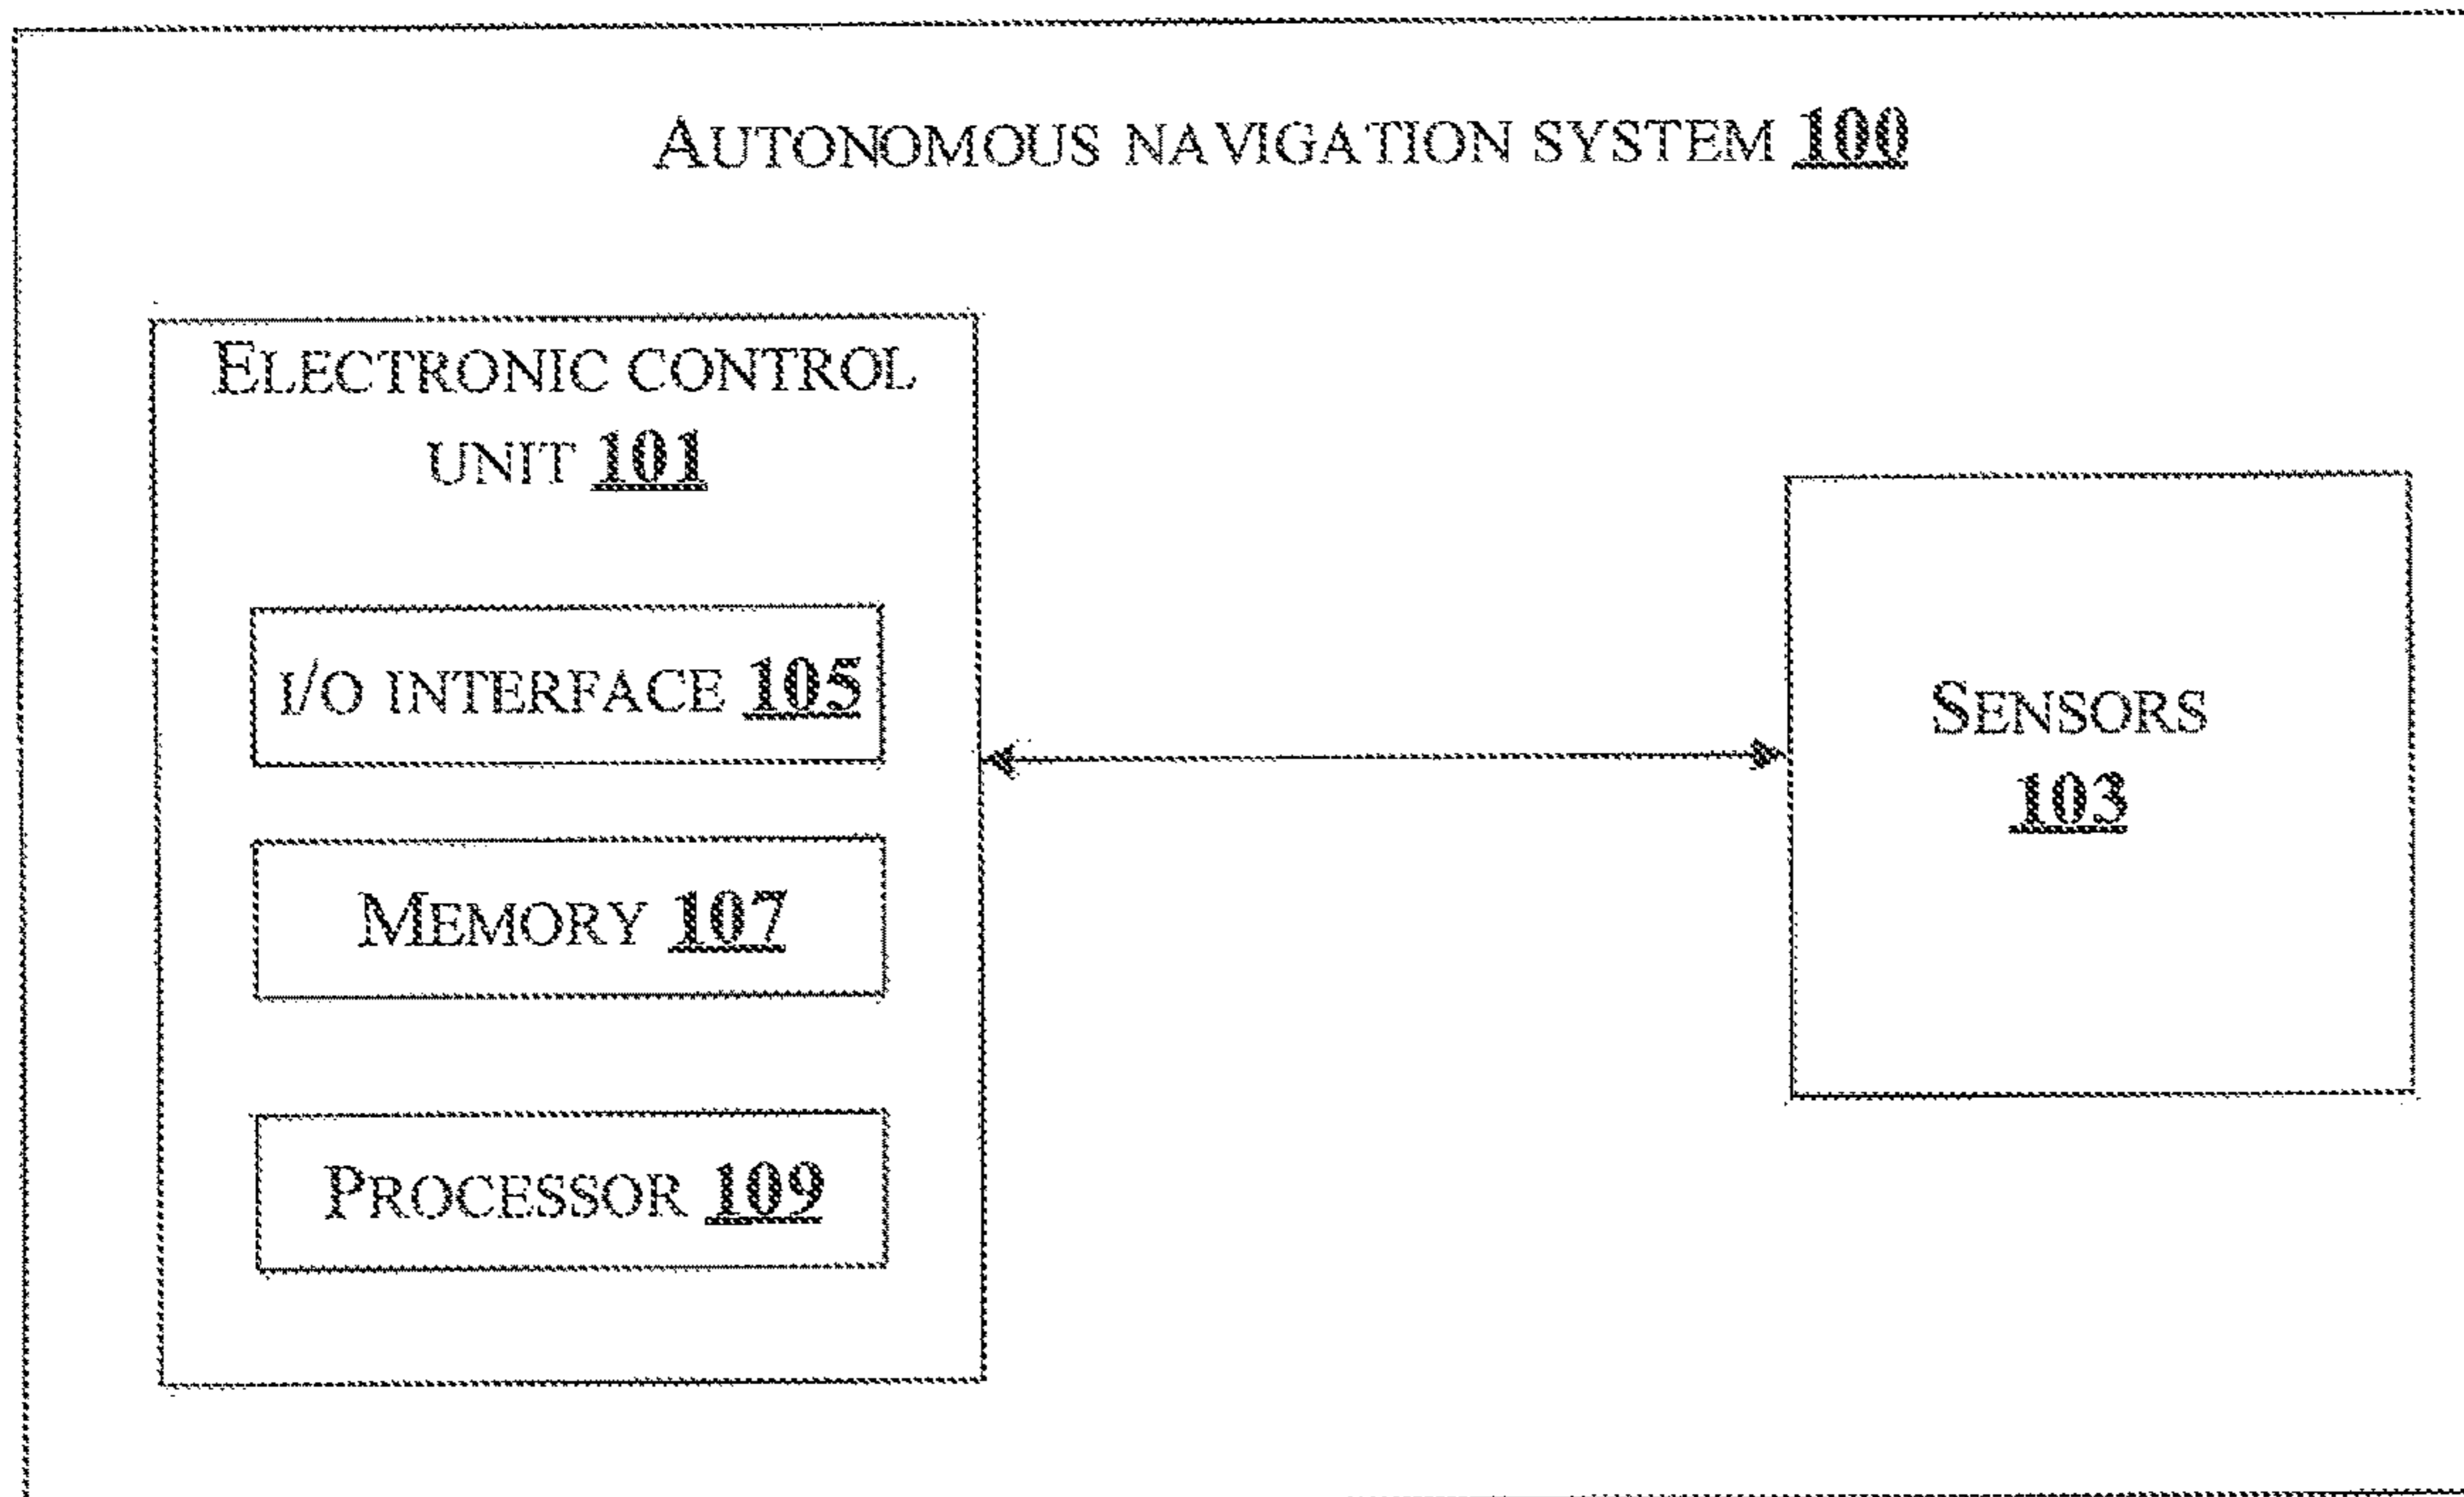 AUTONOMOUS NAVIGATION SYSTEM 100
ELECTRONIC CONTROL
UNIT 101
I/O INTERFACE 105
MEMORY 107
PROCESSOR 109
SENSORS
103